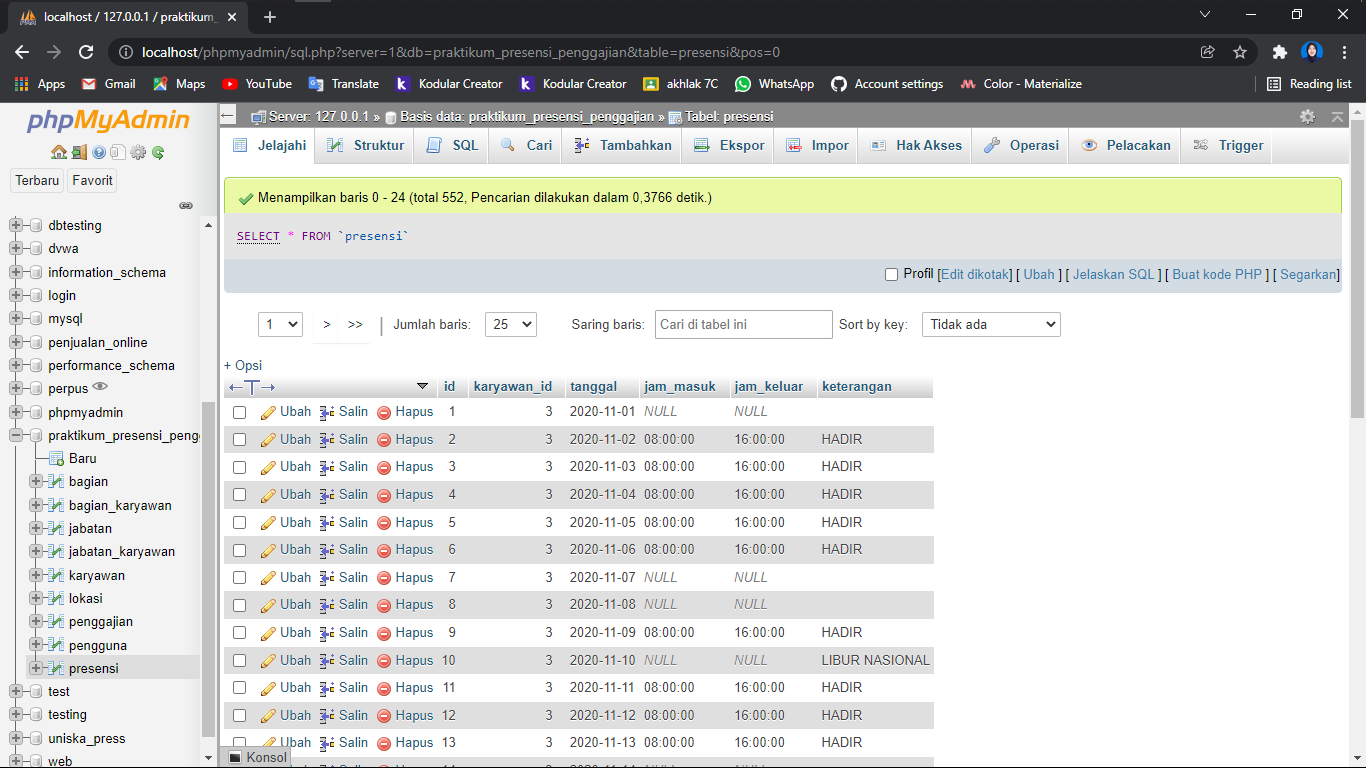 localhost / 127.0.0.1 / praktikum_
localhost/phpmyadmin/sql.php?server=1&db=praktikum_presensi_penggajian&table=presensi&pos=0
Apps Gmail Maps YouTube Translate Kodular Creator Kodular Creator akhlak 7C WhatsApp Account settings Color - Materialize Reading list
phpMyAdmin
Terbaru Favorit
dbtesting
dvwa
information_schema
login
mysql
penjualan_online
performance_schema
perpus
phpmyadmin
praktikum_presensi_peng
Baru
bagian
bagian_karyawan
jabatan
jabatan_karyawan
karyawan
lokasi
penggajian
pengguna
presensi
test
testing
uniska_press
web
Server: 127.0.0.1 » Basis data: praktikum_presensi_penggajian » Tabel: presensi
Jelajahi Struktur SQL Cari Tambahkan Ekspor Impor Hak Akses Operasi Pelacakan Trigger
Menampilkan baris 0 - 24 (total 552, Pencarian dilakukan dalam 0,3766 detik.)
SELECT * FROM `presensi`
Profil [Edit dikotak] [ Ubah ] [ Jelaskan SQL ] [ Buat kode PHP ] [ Segarkan]
1 > >> | Jumlah baris: 25 Saring baris: Cari di tabel ini Sort by key: Tidak ada
+ Opsi
←T→ id karyawan_id tanggal jam_masuk jam_keluar keterangan
Ubah Salin Hapus 1 3 2020-11-01 NULL NULL
Ubah Salin Hapus 2 3 2020-11-02 08:00:00 16:00:00 HADIR
Ubah Salin Hapus 3 3 2020-11-03 08:00:00 16:00:00 HADIR
Ubah Salin Hapus 4 3 2020-11-04 08:00:00 16:00:00 HADIR
Ubah Salin Hapus 5 3 2020-11-05 08:00:00 16:00:00 HADIR
Ubah Salin Hapus 6 3 2020-11-06 08:00:00 16:00:00 HADIR
Ubah Salin Hapus 7 3 2020-11-07 NULL NULL
Ubah Salin Hapus 8 3 2020-11-08 NULL NULL
Ubah Salin Hapus 9 3 2020-11-09 08:00:00 16:00:00 HADIR
Ubah Salin Hapus 10 3 2020-11-10 NULL NULL LIBUR NASIONAL
Ubah Salin Hapus 11 3 2020-11-11 08:00:00 16:00:00 HADIR
Ubah Salin Hapus 12 3 2020-11-12 08:00:00 16:00:00 HADIR
Ubah Salin Hapus 13 3 2020-11-13 08:00:00 16:00:00 HADIR
Konsol